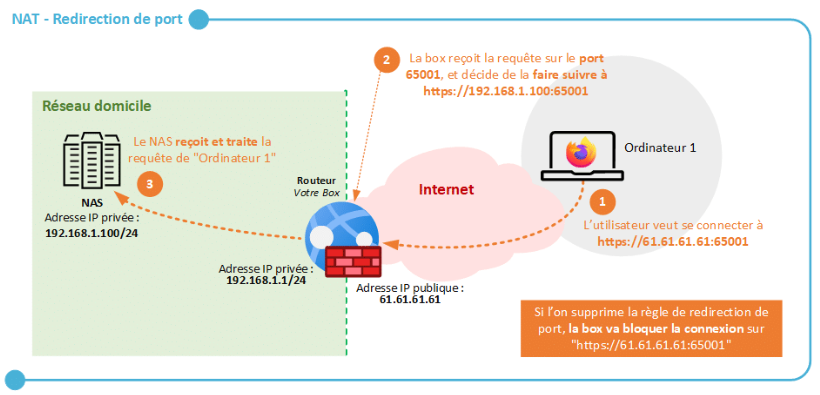 NAT - Redirection de port
2
La box reçoit la requête sur le port
65001, et décide de la faire suivre à
https://192.168.1.100:65001
Réseau domicile
Le NAS reçoit et traite la
requête de "Ordinateur 1"
3
NAS
Adresse IP privée :
192.168.1.100/24
Routeur
Votre Box
Internet
Ordinateur 1
1
L'utilisateur veut se connecter à
https://61.61.61.61:65001
Adresse IP privée :
192.168.1.1/24
Adresse IP publique :
61.61.61.61
Si l'on supprime la règle de redirection de
port, la box va bloquer la connexion sur
"https://61.61.61.61:65001"